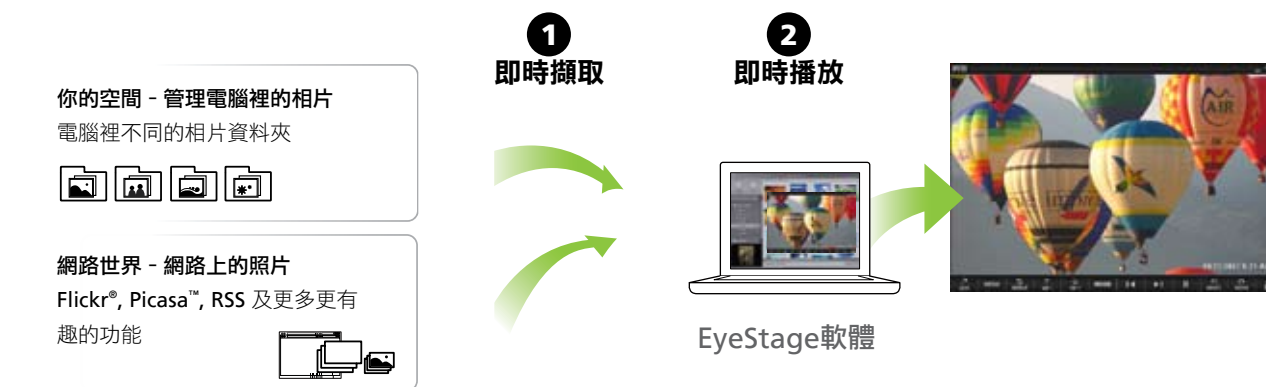 1
即時擷取
2
即時播放
你的空間 - 管理電腦裡的相片
電腦裡不同的相片資料夾
網路世界 - 網路上的照片
Flickr®, Picasa™, RSS 及更多更有
趣的功能
EyeStage軟體
AIR